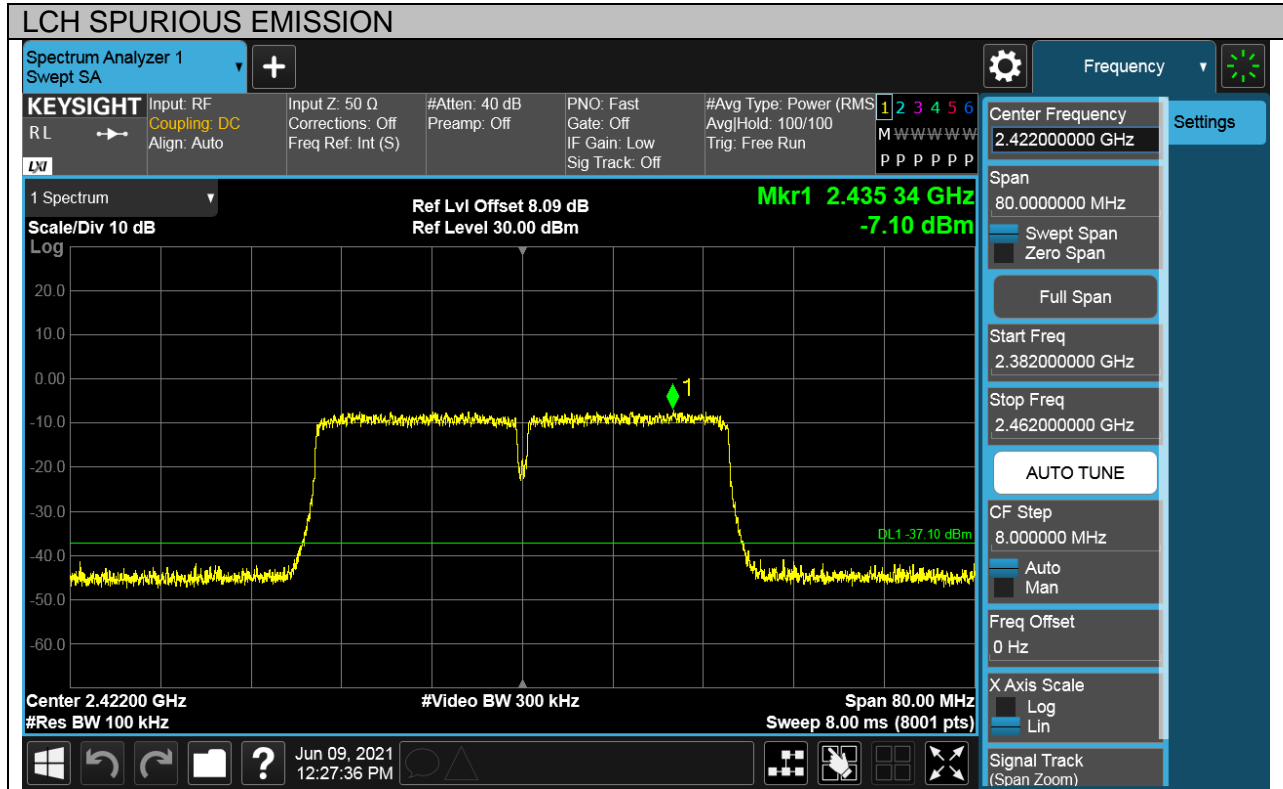 LCH SPURIOUS EMISSION
Spectrum Analyzer 1
Swept SA
+
Frequency
KEYSIGHT
R L
LXI
Input: RF
Coupling: DC
Align: Auto
Input Z: 50 Ω
Corrections: Off
Freq Ref: Int (S)
#Atten: 40 dB
Preamp: Off
PNO: Fast
Gate: Off
IF Gain: Low
Sig Track: Off
#Avg Type: Power (RMS
Avg|Hold: 100/100
Trig: Free Run
1 2 3 4 5 6
M W W W W W
P P P P P P
1 Spectrum
Scale/Div 10 dB
Ref Lvl Offset 8.09 dB
Ref Level 30.00 dBm
Mkr1 2.435 34 GHz
-7.10 dBm
Log
20.0
10.0
0.00
-10.0
-20.0
-30.0
-40.0
-50.0
-60.0
1
DL1 -37.10 dBm
Center 2.42200 GHz
#Res BW 100 kHz
#Video BW 300 kHz
Span 80.00 MHz
Sweep 8.00 ms (8001 pts)
Center Frequency
2.422000000 GHz
Settings
Span
80.0000000 MHz
Swept Span
Zero Span
Full Span
Start Freq
2.382000000 GHz
Stop Freq
2.462000000 GHz
AUTO TUNE
CF Step
8.000000 MHz
Auto
Man
Freq Offset
0 Hz
X Axis Scale
Log
Lin
Signal Track
(Span Zoom)
?
Jun 09, 2021
12:27:36 PM